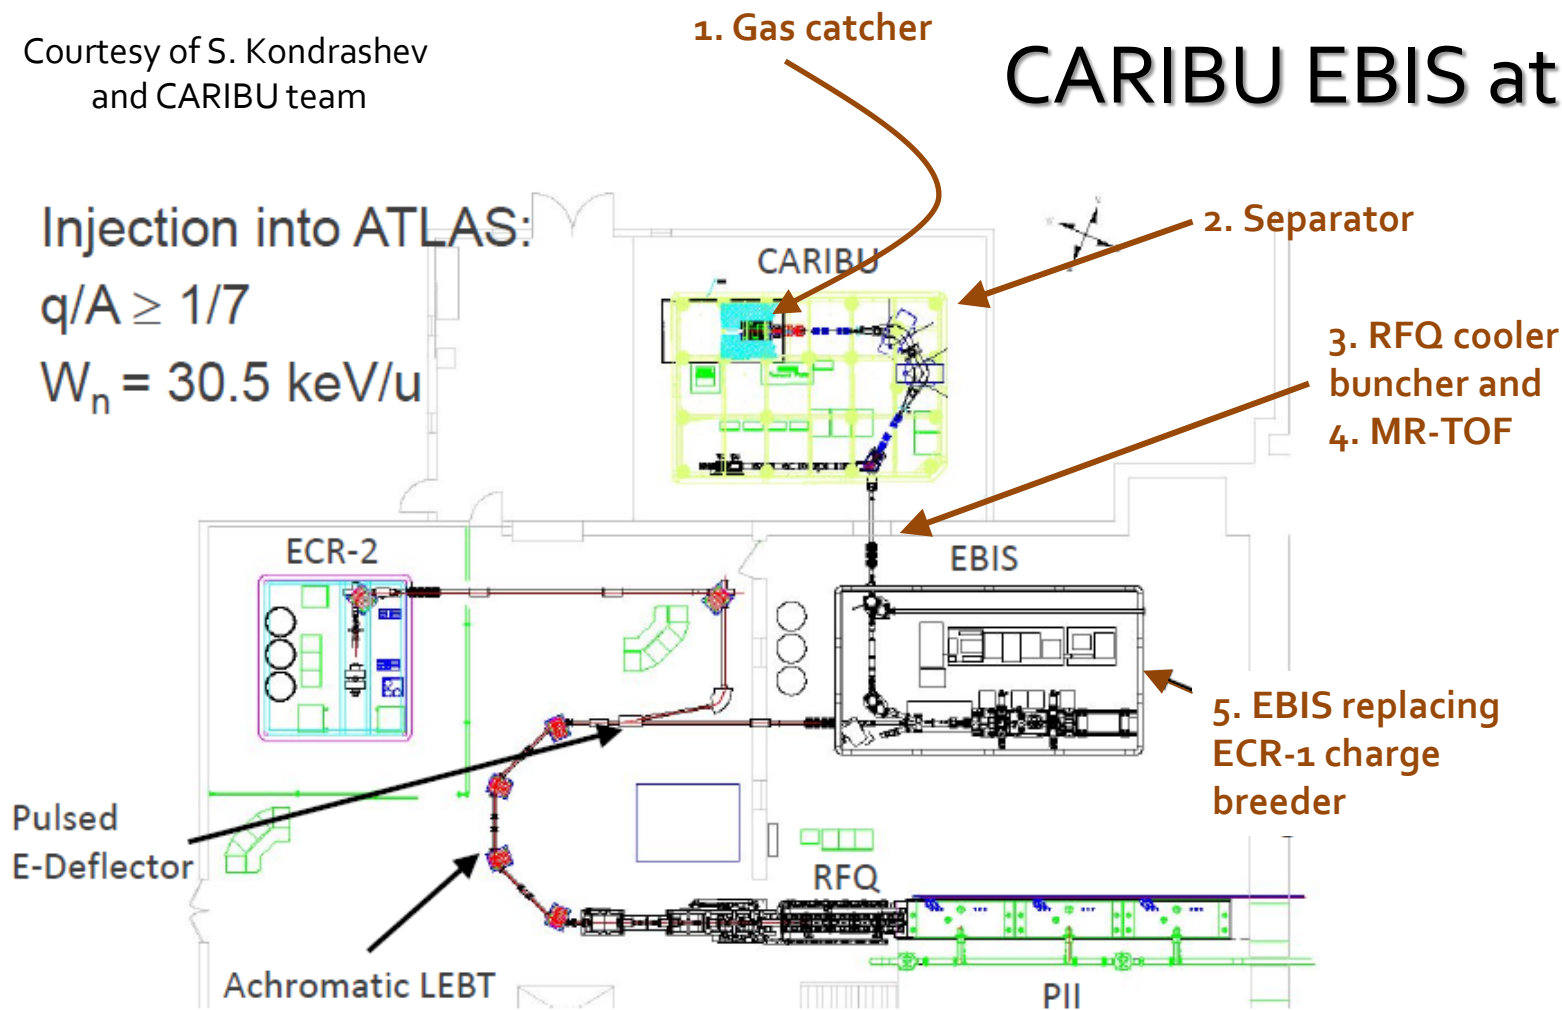 Courtesy of S. Kondrashev
and CARIBU team
1. Gas catcher
CARIBU EBIS at
Injection into ATLAS:
q/A ≥ 1/7
Wn = 30.5 keV/u
2. Separator
CARIBU
3. RFQ cooler
buncher and
4. MR-TOF
ECR-2
EBIS
5. EBIS replacing
ECR-1 charge
breeder
Pulsed
E-Deflector
RFQ
Achromatic LEBT
PII